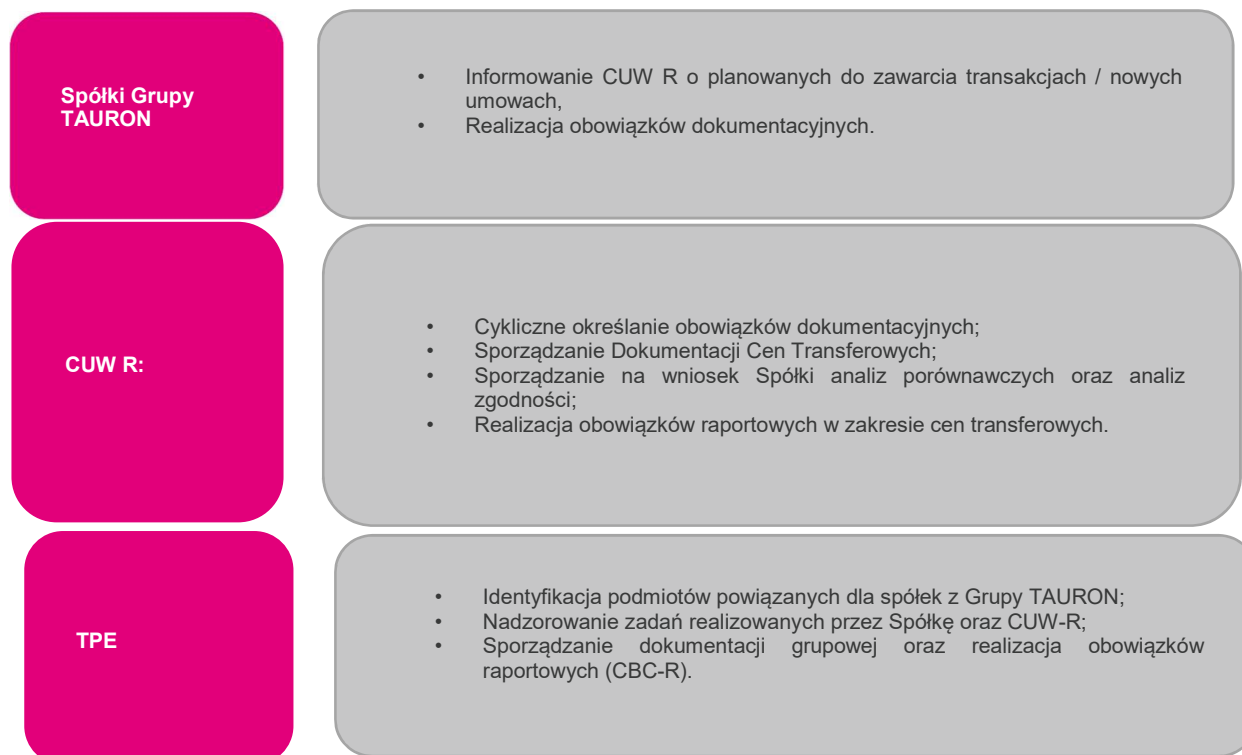 Spółki Grupy
TAURON
• Informowanie CUW R o planowanych do zawarcia transakcjach / nowych
umowach,
• Realizacja obowiązków dokumentacyjnych.
CUW R:
• Cykliczne określanie obowiązków dokumentacyjnych;
• Sporządzanie Dokumentacji Cen Transferowych;
• Sporządzanie na wniosek Spółki analiz porównawczych oraz analiz
zgodności;
• Realizacja obowiązków raportowych w zakresie cen transferowych.
TPE
• Identyfikacja podmiotów powiązanych dla spółek z Grupy TAURON;
• Nadzorowanie zadań realizowanych przez Spółkę oraz CUW-R;
• Sporządzanie dokumentacji grupowej oraz realizacja obowiązków
raportowych (CBC-R).